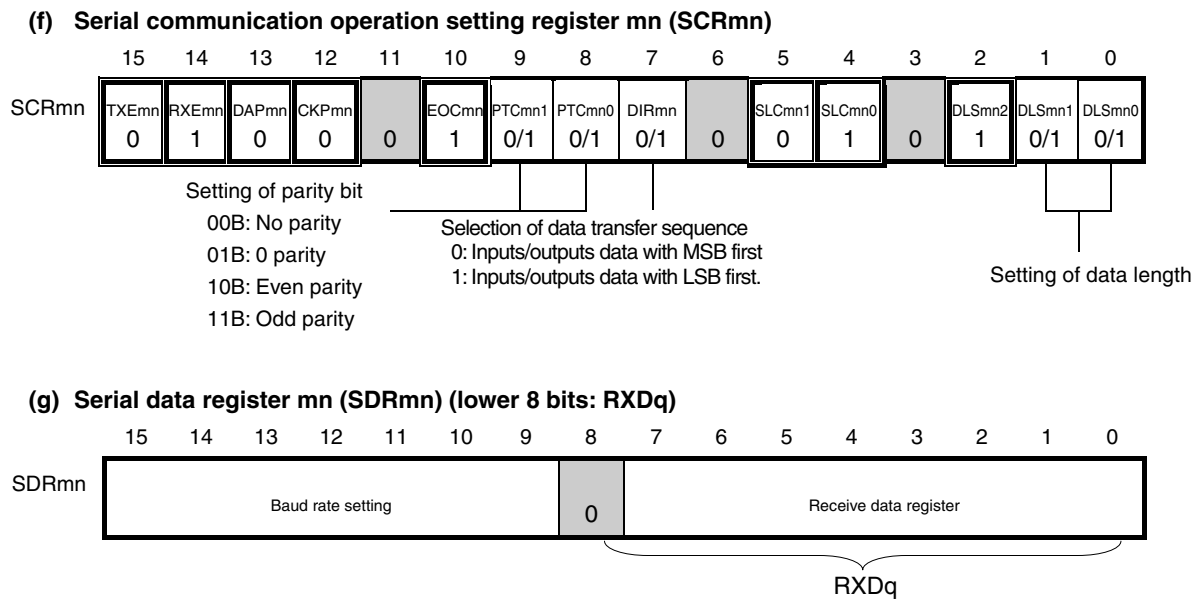 (f) Serial communication operation setting register mn (SCRmn)
15 14 13 12 11 10 9 8 7 6 5 4 3 2 1 0
SCRmn
TXEmn RXEmn DAPmn CKPmn EOCmn PTCmn1 PTCmn0 DIRmn SLCmn1 SLCmn0 DLSmn2 DLSmn1 DLSmn0
0 1 0 0 0 1 0/1 0/1 0/1 0 0 1 0 1 0/1 0/1
Setting of parity bit
00B: No parity
01B: 0 parity
10B: Even parity
11B: Odd parity
Selection of data transfer sequence
0: Inputs/outputs data with MSB first
1: Inputs/outputs data with LSB first.
Setting of data length
(g) Serial data register mn (SDRmn) (lower 8 bits: RXDq)
15 14 13 12 11 10 9 8 7 6 5 4 3 2 1 0
SDRmn
Baud rate setting
0
Receive data register
RXDq